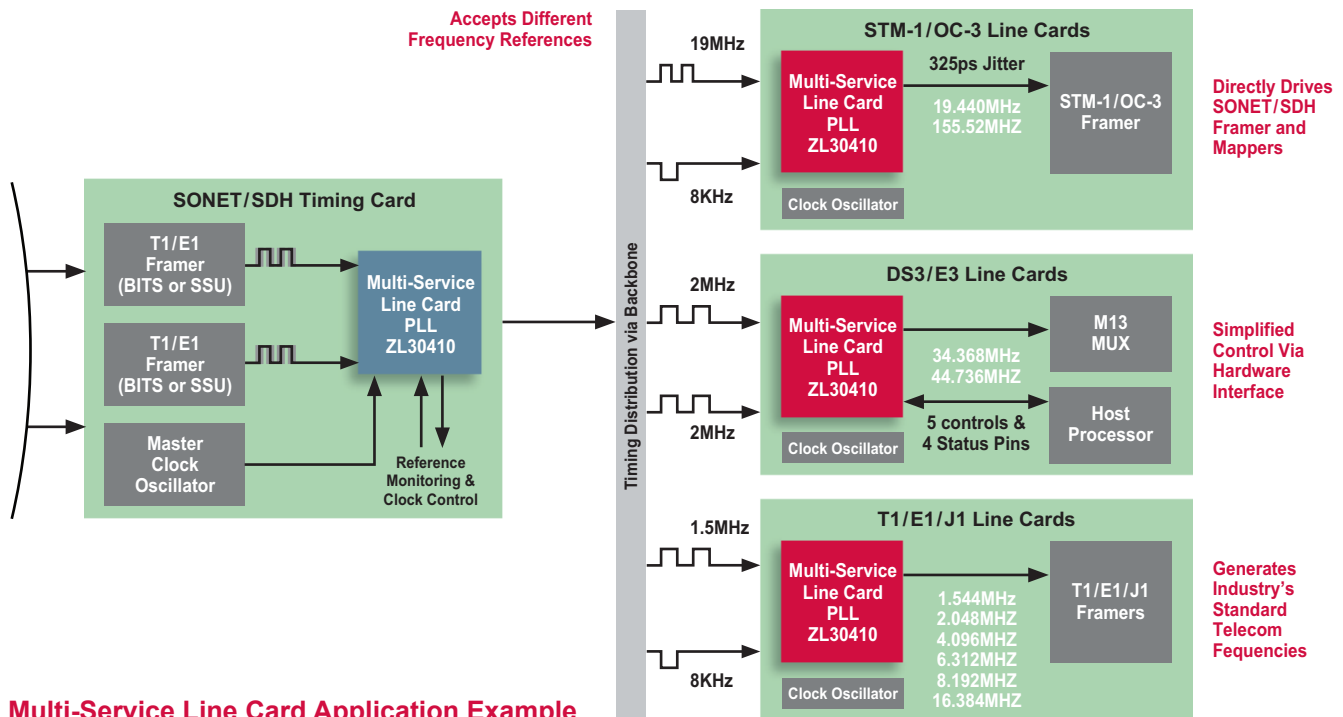 Accepts Different
Frequency References
SONET/SDH Timing Card
T1/E1
Framer
(BITS or SSU)
T1/E1
Framer
(BITS or SSU)
Master
Clock
Oscillator
Multi-Service
Line Card
PLL
ZL30410
Reference
Monitoring &
Clock Control
Timing Distribution via Backbone
19MHz
8KHz
STM-1/OC-3 Line Cards
Multi-Service
Line Card
PLL
ZL30410
325ps Jitter
19.440MHz
155.52MHZ
STM-1/OC-3
Framer
Clock Oscillator
Directly Drives
SONET/SDH
Framer and
Mappers
2MHz
2MHz
DS3/E3 Line Cards
Multi-Service
Line Card
PLL
ZL30410
34.368MHz
44.736MHZ
M13
MUX
5 controls &
4 Status Pins
Host
Processor
Clock Oscillator
Simplified
Control Via
Hardware
Interface
1.5MHz
8KHz
T1/E1/J1 Line Cards
Multi-Service
Line Card
PLL
ZL30410
1.544MHz
2.048MHZ
4.096MHZ
6.312MHZ
8.192MHZ
16.384MHZ
T1/E1/J1
Framers
Clock Oscillator
Generates
Industry's
Standard
Telecom
Fequencies
Multi-Service Line Card Application Example